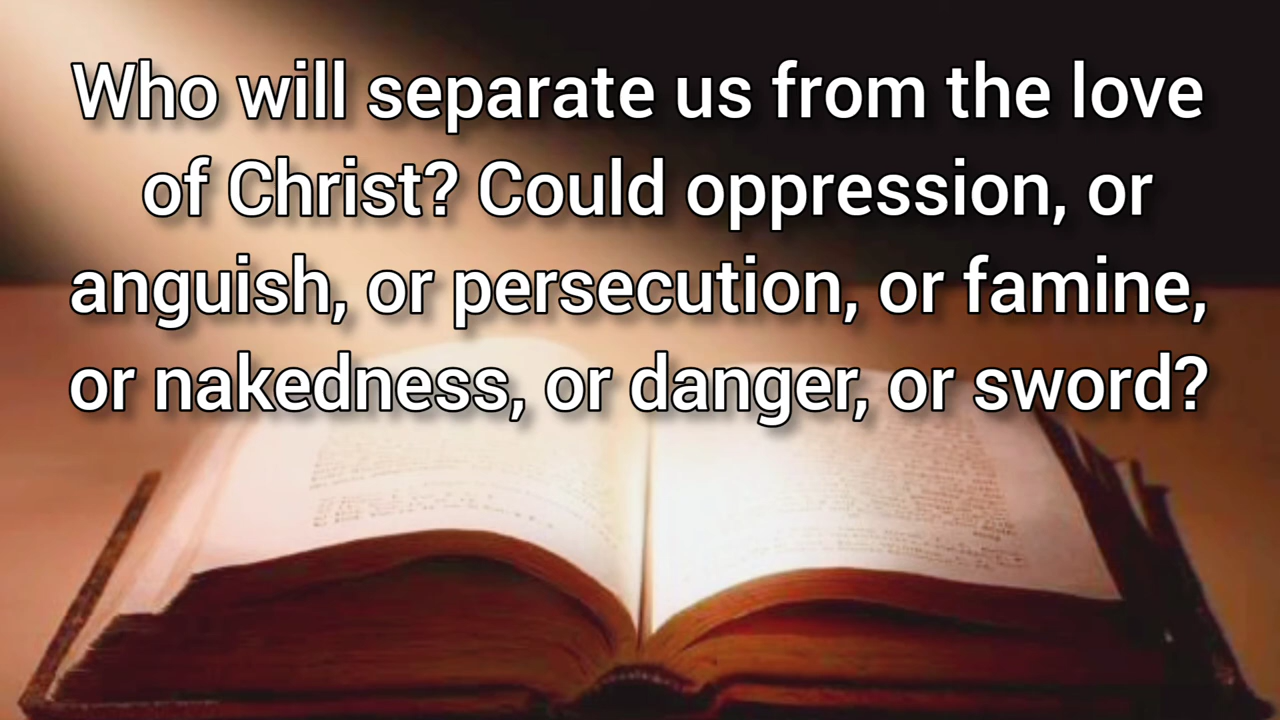 Who will separate us from the love
of Christ? Could oppression, or
anguish, or persecution, or famine,
or nakedness, or danger, or sword?